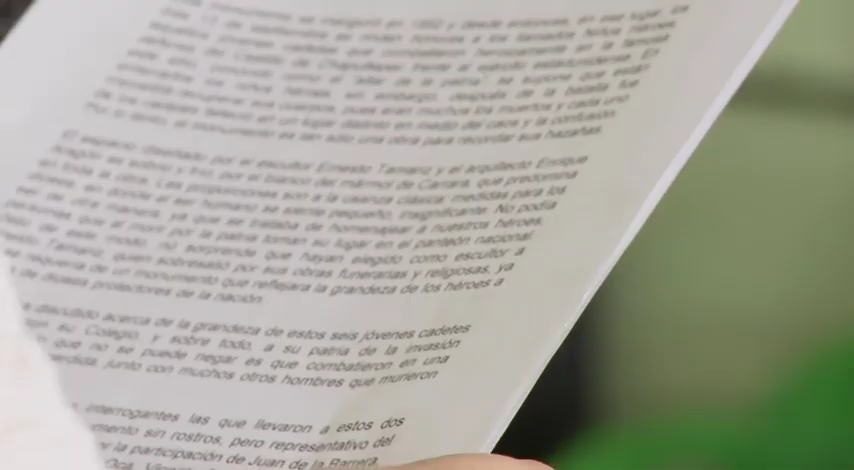 monumento se inauguró en 1952 y desde entonces, en ese lugar, los
13 de septiembre se rinden honores a los llamados Niños Héroes,
jóvenes cadetes que combatieron heroicamente en la famosa
defensa del Castillo de Chapultepec frente al ejército estadunidense. En
este sitio, conocido como el "altar de la patria", se supone que están
enterrados los niños héroes, sin embargo, después de la batalla fue
imposible recuperar sus cuerpos, pues eran muchos los muertos y cada uno
de los cadetes falleció en un lugar distinto en medio del caos y la confusión.
Por lo tanto, el monumento es tan sólo una obra para recordar sus hazañas.
El espacio diseñado por el escultor Ernesto Tamariz y el arquitecto Enrique
Aragón es sobrio y frío, por el blanco del mármol de Carrara, que predomina
en toda la obra. Las proporciones son a la usanza clásica: medidas para los
dioses, en donde el ser humano, se siente pequeño, insignificante. No podía
ser de otra manera, ya que se trataba de homenajear a nuestros héroes,
que al morir por la patria toman su lugar en el panteón nacional.
de este modo, no sorprende que hayan elegido como escultor a
Tamariz, quien sobresalió por sus obras funerarias y religiosas, ya
requería de un monumento que reflejara la grandeza de los héroes a
de dioses protectores de la nación.
discutido acerca de la grandeza de estos seis jóvenes cadetes
su Colegio, y sobre todo, a su patria de la invasión
que no se puede negar es que combatieron en una
perdida, junto con muchos otros hombres que murieron
interrogantes las que llevaron a estos dos
sin rostros, pero representativo del
la participación de Juan de la Barrera,
Oca, Vicente